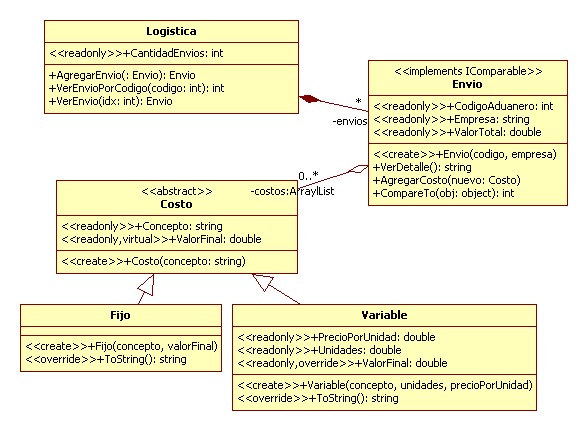 Logistica
<<readonly>>+CantidadEnvios: int
+AgregarEnvio(: Envio): Envio
+VerEnvioPorCodigo(codigo: int): int
+VerEnvio(idx: int): Envio
*
-envios
<<implements IComparable>>
Envio
<<readonly>>+CodigoAduanero: int
<<readonly>>+Empresa: string
<<readonly>>+ValorTotal: double
<<create>>+Envio(codigo, empresa)
+VerDetalle(): string
+AgregarCosto(nuevo: Costo)
+CompareTo(obj: object): int
0..*
-costos:ArraylList
<<abstract>>
Costo
<<readonly>>+Concepto: string
<<readonly,virtual>>+ValorFinal: double
<<create>>+Costo(concepto: string)
Fijo
<<create>>+Fijo(concepto, valorFinal)
<<override>>+ToString(): string
Variable
<<readonly>>+PrecioPorUnidad: double
<<readonly>>+Unidades: double
<<readonly,override>>+ValorFinal: double
<<create>>+Variable(concepto, unidades, precioPorUnidad)
<<override>>+ToString(): string